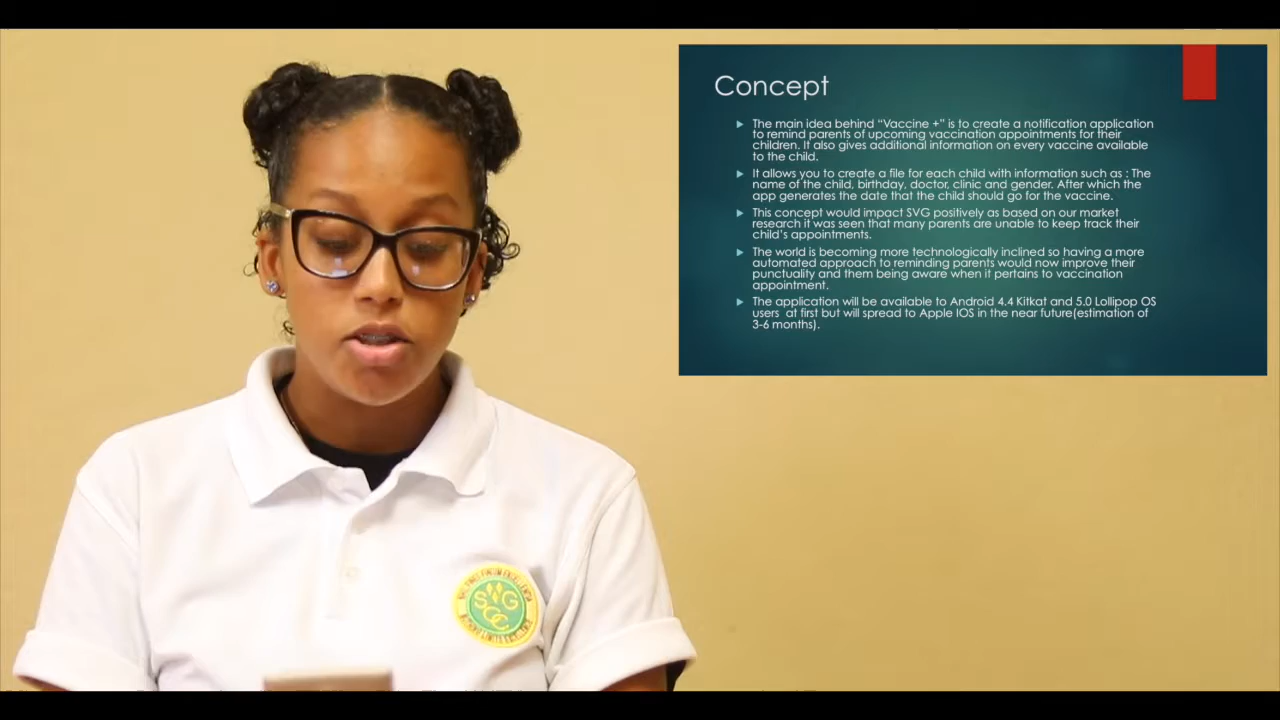 Concept
The main idea behind “Vaccine +” is to create a notification application
to remind parents of upcoming vaccination appointments for their
children. It also gives additional information on every vaccine available
to the child.
It allows you to create a file for each child with information such as : The
name of the child, birthday, doctor, clinic and gender. After which the
app generates the date that the child should go for the vaccine.
This concept would impact SVG positively as based on our market
research it was seen that many parents are unable to keep track their
child’s appointments.
The world is becoming more technologically inclined so having a more
automated approach to reminding parents would now improve their
punctuality and them being aware when it pertains to vaccination
appointment.
The application will be available to Android 4.4 Kitkat and 5.0 Lollipop OS
users at first but will spread to Apple IOS in the near future(estimation of
3-6 months).
SVG
CC